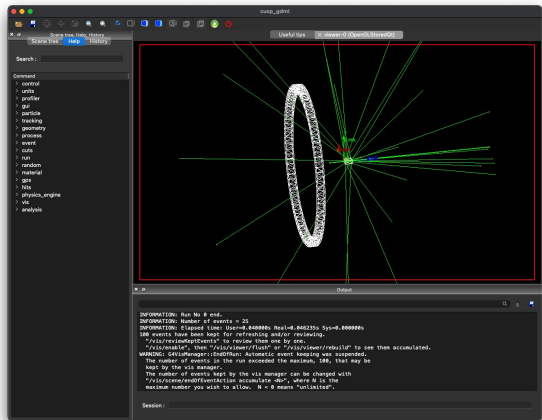 cusp_gdml
Scene tree, Help, History
Scene tree Help History
Search :
Command
control
units
profiler
gui
particle
tracking
geometry
process
event
cuts
run
random
material
gps
hits
physics_engine
vis
analysis
Useful tips
viewer-0 (OpenGLStoredQt)
Output
INFORMATION: Run No 0 end.
INFORMATION: Number of events = 25
INFORMATION: Elapsed time: User=0.040000s Real=0.046235s Sys=0.000000s
100 events have been kept for refreshing and/or reviewing.
"/vis/reviewKeptEvents" to review them one by one.
"/vis/enable", then "/vis/viewer/flush" or "/vis/viewer/rebuild" to see them accumulated.
WARNING: G4VisManager::EndOfRun: Automatic event keeping was suspended.
The number of events in the run exceeded the maximum, 100, that may be
kept by the vis manager.
The number of events kept by the vis manager can be changed with
"/vis/scene/endOfEventAction accumulate <N>", where N is the
maximum number you wish to allow. N < 0 means "unlimited".
Session :